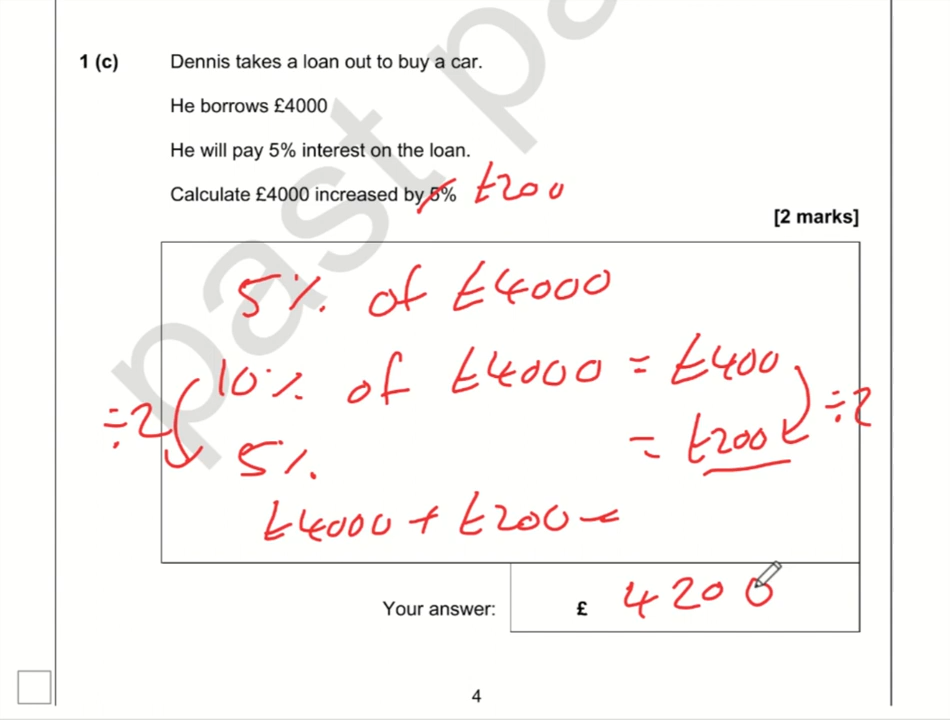 1 (c) Dennis takes a loan out to buy a car.
He borrows £4000
He will pay 5% interest on the loan.
Calculate £4000 increased by 5% £200
[2 marks]
5% of £4000
10% of £4000 = £400
÷2 ÷2
5% = £200
£4000 + £200 =
Your answer: £ 4200
4
past pa